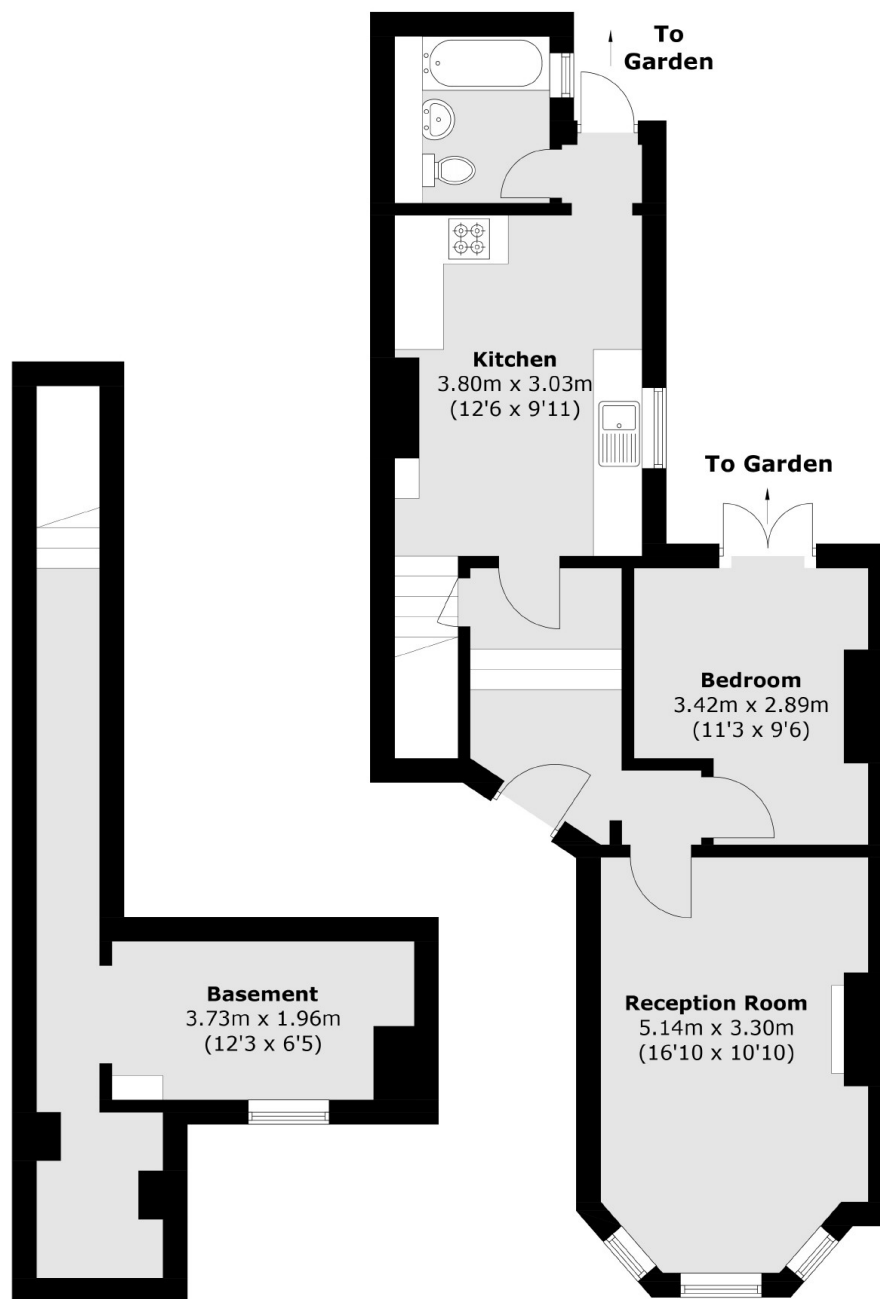 To
Garden
Kitchen
3.80m x 3.03m
(12'6 x 9'11)
To Garden
Bedroom
3.42m x 2.89m
(11'3 x 9'6)
Basement
3.73m x 1.96m
(12'3 x 6'5)
Reception Room
5.14m x 3.30m
(16'10 x 10'10)